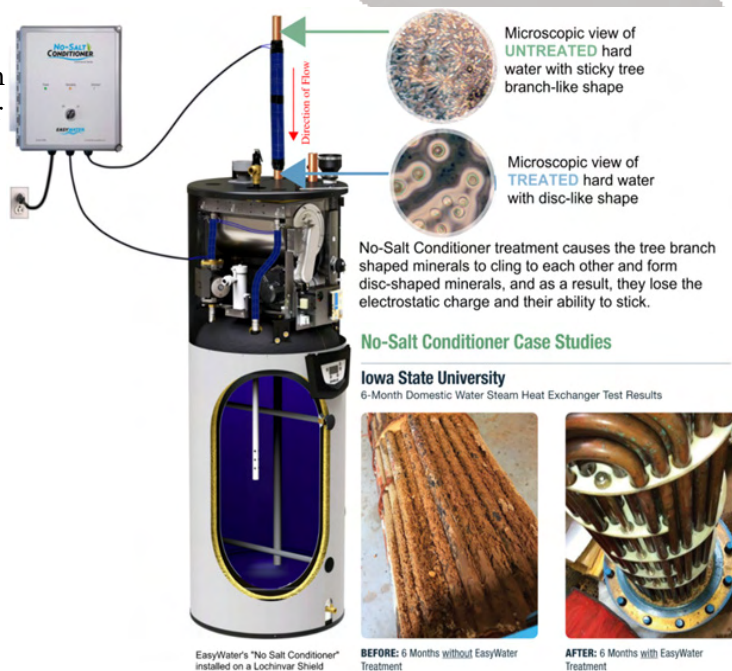 No-Salt
Conditioner
EASYWATER
Direction of Flow
Microscopic view of
UNTREATED hard
water with sticky tree
branch-like shape
Microscopic view of
TREATED hard water
with disc-like shape
No-Salt Conditioner treatment causes the tree branch
shaped minerals to cling to each other and form
disc-shaped minerals, and as a result, they lose the
electrostatic charge and their ability to stick.
No-Salt Conditioner Case Studies
Iowa State University
6-Month Domestic Water Steam Heat Exchanger Test Results
EasyWater's "No Salt Conditioner"
installed on a Lochinvar Shield
BEFORE: 6 Months without EasyWater
Treatment
AFTER: 6 Months with EasyWater
Treatment